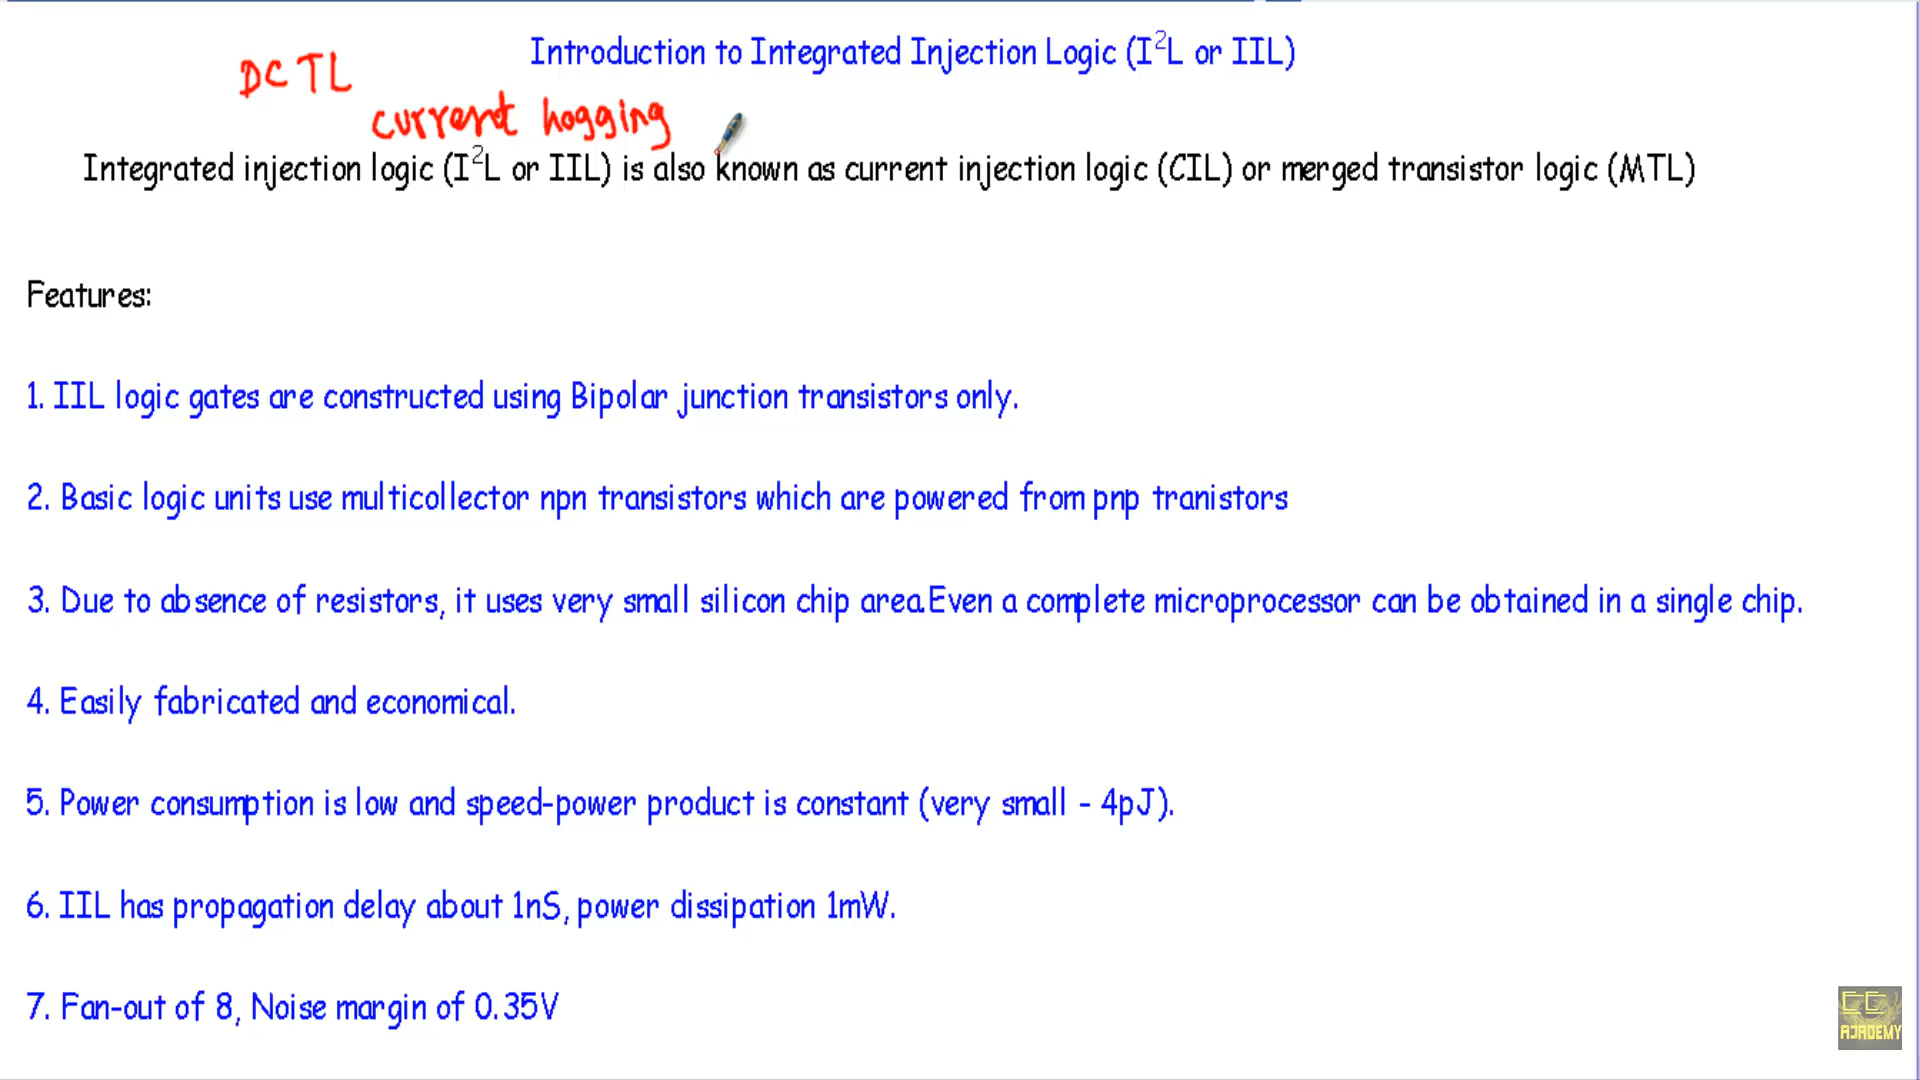 Introduction to Integrated Injection Logic (I²L or IIL)
DCTL
current hogging
Integrated injection logic (I²L or IIL) is also known as current injection logic (CIL) or merged transistor logic (MTL)
Features:
1. IIL logic gates are constructed using Bipolar junction transistors only.
2. Basic logic units use multicollector npn transistors which are powered from pnp tranistors
3. Due to absence of resistors, it uses very small silicon chip area.Even a complete microprocessor can be obtained in a single chip.
4. Easily fabricated and economical.
5. Power consumption is low and speed-power product is constant (very small - 4pJ).
6. IIL has propagation delay about 1nS, power dissipation 1mW.
7. Fan-out of 8, Noise margin of 0.35V
EE
ACADEMY